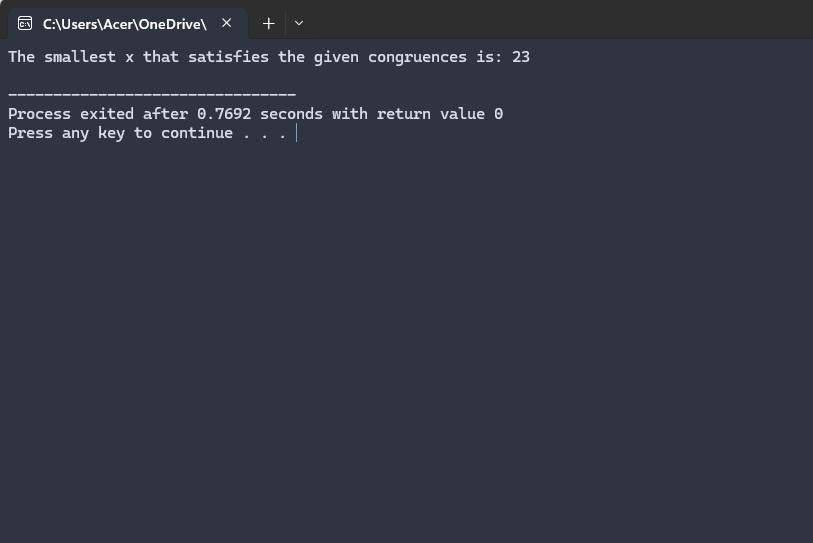 C:\Users\Acer\OneDrive\
The smallest x that satisfies the given congruences is: 23
--------------------------------
Process exited after 0.7692 seconds with return value 0
Press any key to continue . . .